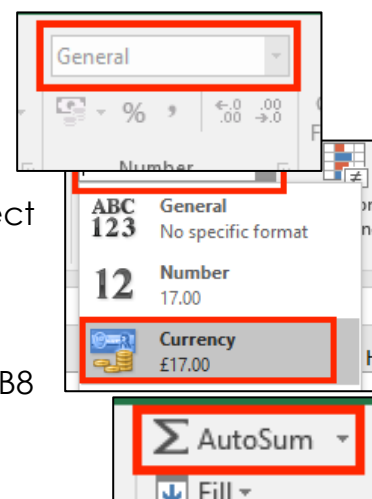 General
% , .0 .00 .00 .0
Number
ect
ABC 123 General
No specific format
12 Number
17.00
Currency
£17.00
B8
Σ AutoSum
Fill